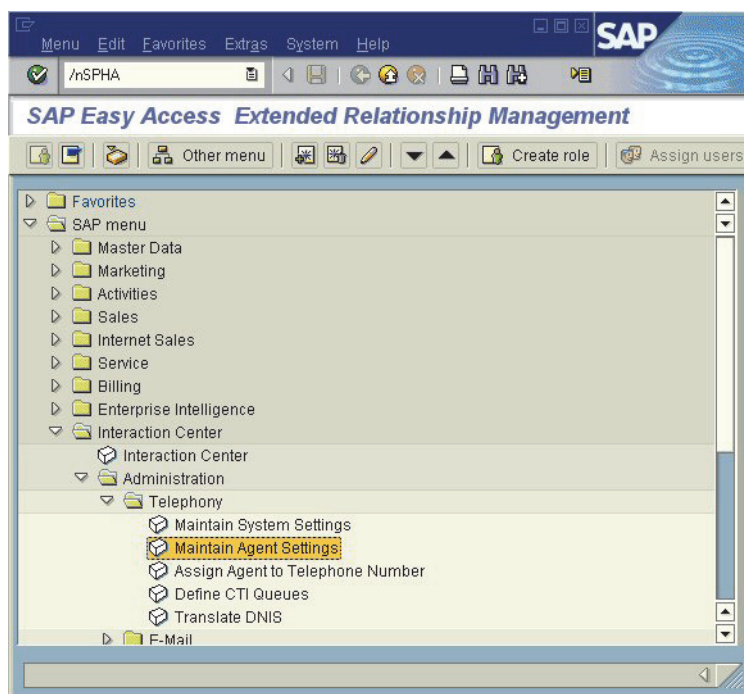 Menu Edit Favorites Extras System Help
SAP
/nSPHA
SAP Easy Access Extended Relationship Management
Other menu Create role Assign users
Favorites
SAP menu
Master Data
Marketing
Activities
Sales
Internet Sales
Service
Billing
Enterprise Intelligence
Interaction Center
Interaction Center
Administration
Telephony
Maintain System Settings
Maintain Agent Settings
Assign Agent to Telephone Number
Define CTI Queues
Translate DNIS
E-Mail